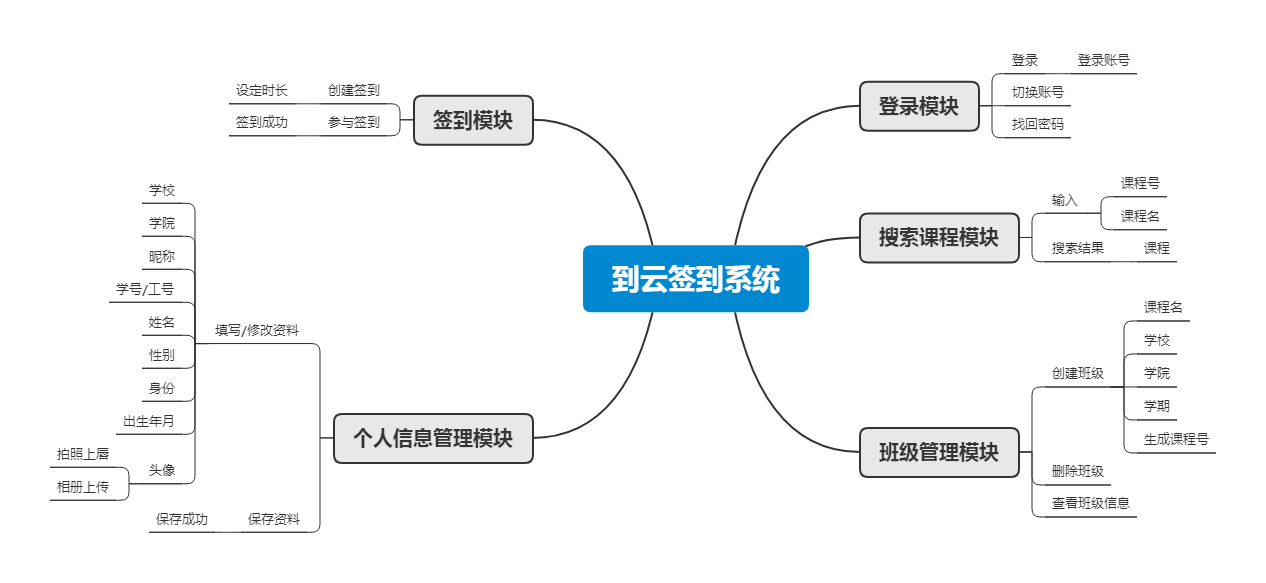 到云签到系统
登录模块
登录
登录账号
切换账号
找回密码
搜索课程模块
输入
课程号
课程名
搜索结果
课程
班级管理模块
创建班级
课程名
学校
学院
学期
生成课程号
删除班级
查看班级信息
签到模块
创建签到
设定时长
参与签到
签到成功
个人信息管理模块
填写/修改资料
学校
学院
昵称
学号/工号
姓名
性别
身份
出生年月
头像
拍照上唇
相册上传
保存资料
保存成功